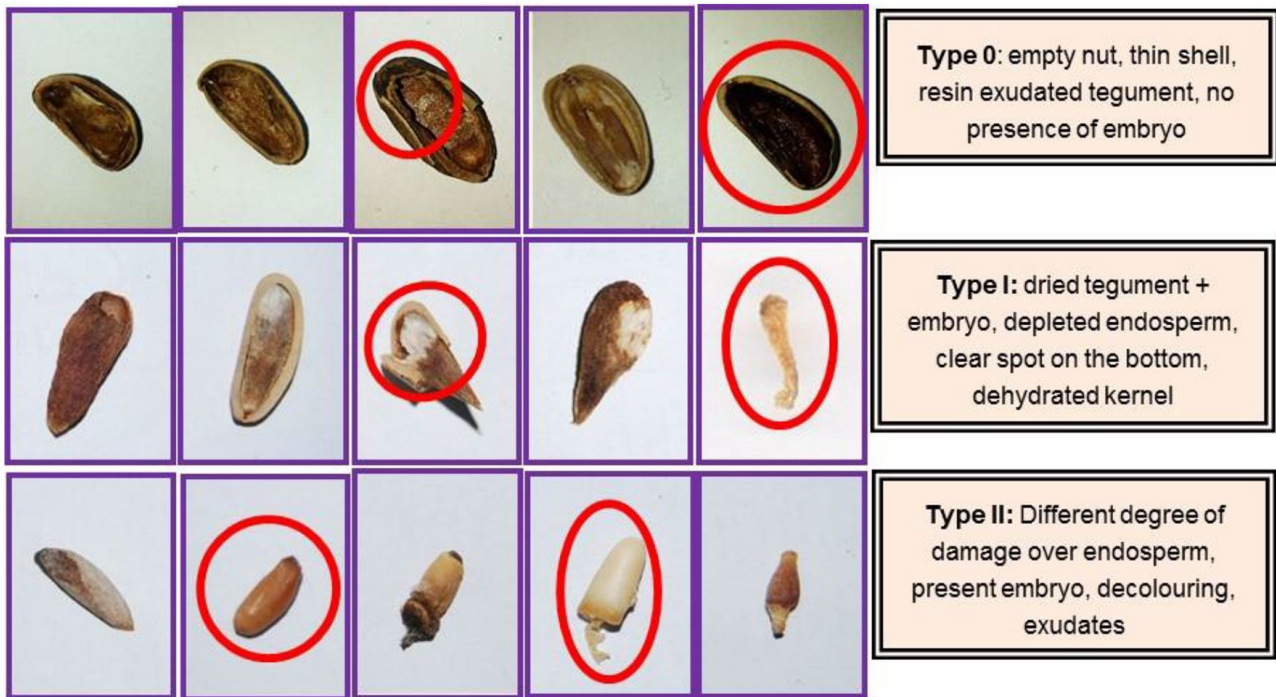 Type 0: empty nut, thin shell,
resin exudated tegument, no
presence of embryo
Type I: dried tegument +
embryo, depleted endosperm,
clear spot on the bottom,
dehydrated kernel
Type II: Different degree of
damage over endosperm,
present embryo, decolouring,
exudates